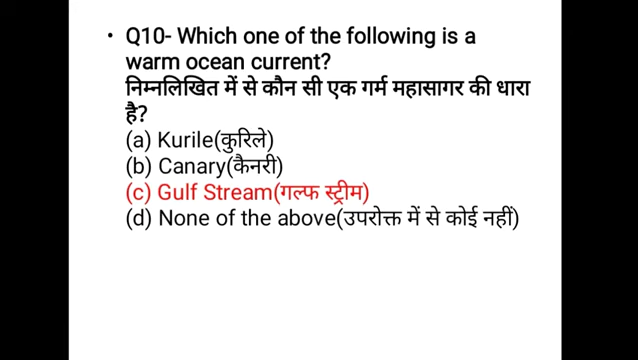 • Q10- Which one of the following is a
warm ocean current?
निम्नलिखित में से कौन सी एक गर्म महासागर की धारा
है?
(a) Kurile(कुरिले)
(b) Canary(कैनरी)
(c) Gulf Stream(गल्फ स्ट्रीम)
(d) None of the above(उपरोक्त में से कोई नहीं)